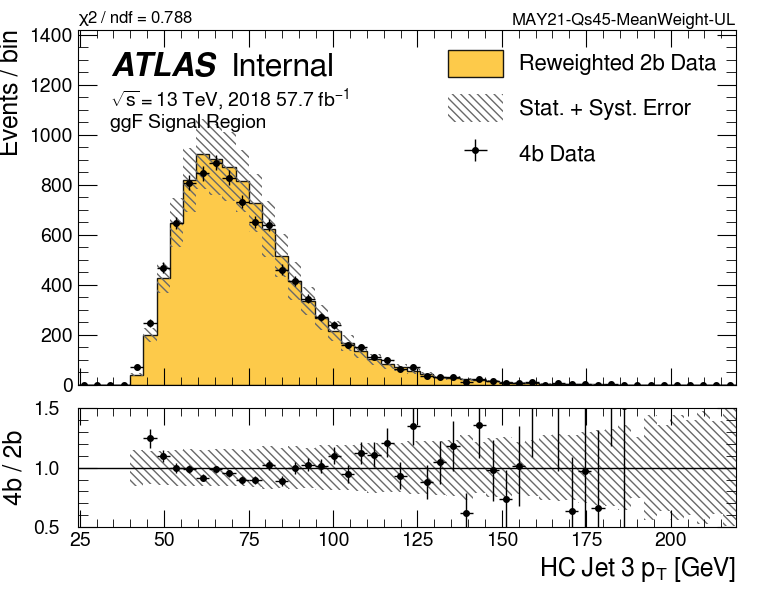 χ2 / ndf = 0.788
MAY21-Qs45-MeanWeight-UL
ATLAS Internal
√s = 13 TeV, 2018 57.7 fb−1
ggF Signal Region
Reweighted 2b Data
Stat. + Syst. Error
4b Data
Events / bin
1400
1200
1000
800
600
400
200
0
4b / 2b
1.5
1.0
0.5
25 50 75 100 125 150 175 200
HC Jet 3 pT [GeV]